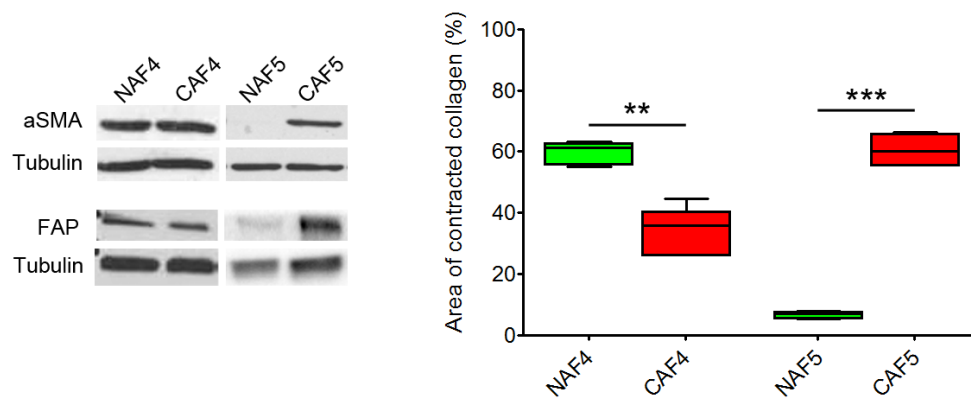 NAF4 CAF4 NAF5 CAF5
aSMA
Tubulin
FAP
Tubulin
Area of contracted collagen (%)
100
80
60
40
20
0
** ***
NAF4 CAF4 NAF5 CAF5